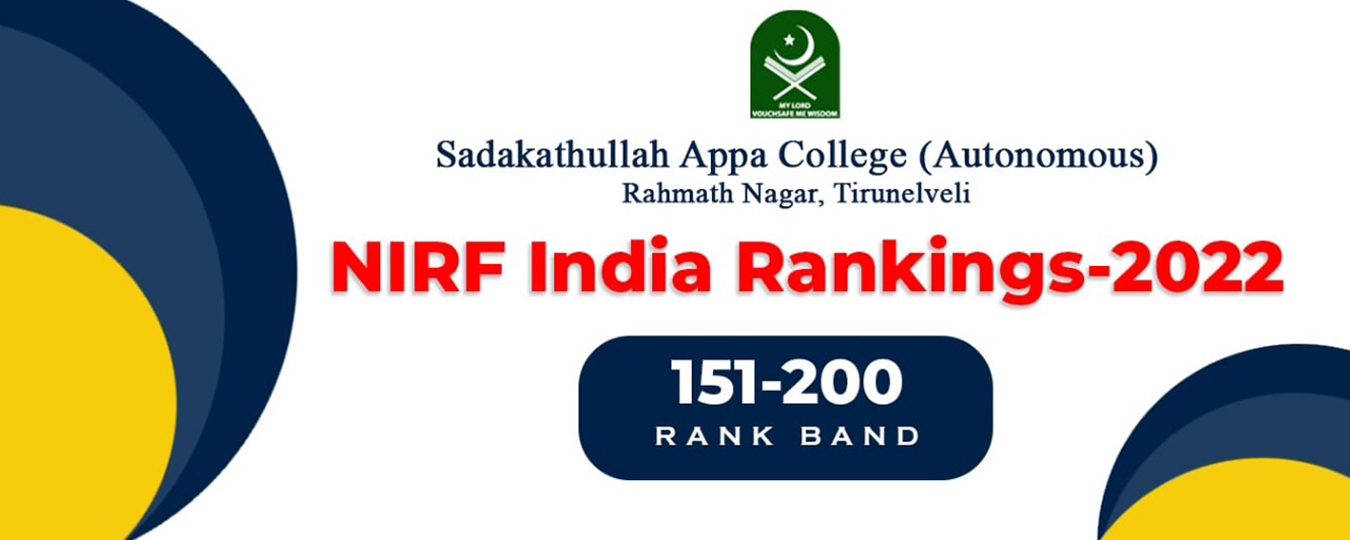 MY LORD
VOUCHSAFE ME WISDOM
Sadakathullah Appa College (Autonomous)
Rahmath Nagar, Tirunelveli
NIRF India Rankings-2022
151-200
RANK BAND